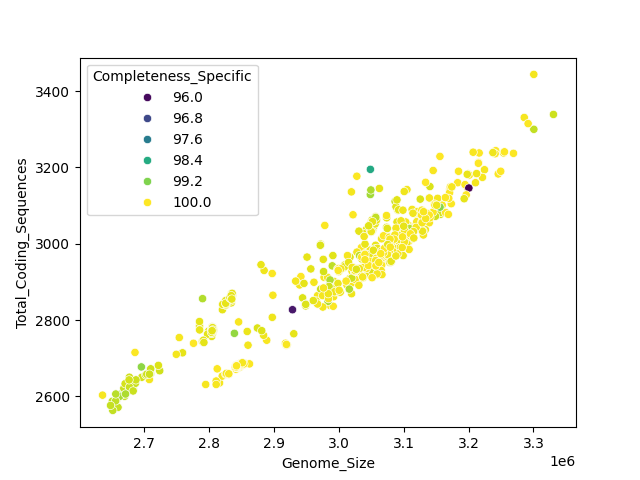 Completeness_Specific
96.0
96.8
97.6
98.4
99.2
100.0
3400
3200
3000
2800
2600
Total_Coding_Sequences
2.7 2.8 2.9 3.0 3.1 3.2 3.3
1e6
Genome_Size